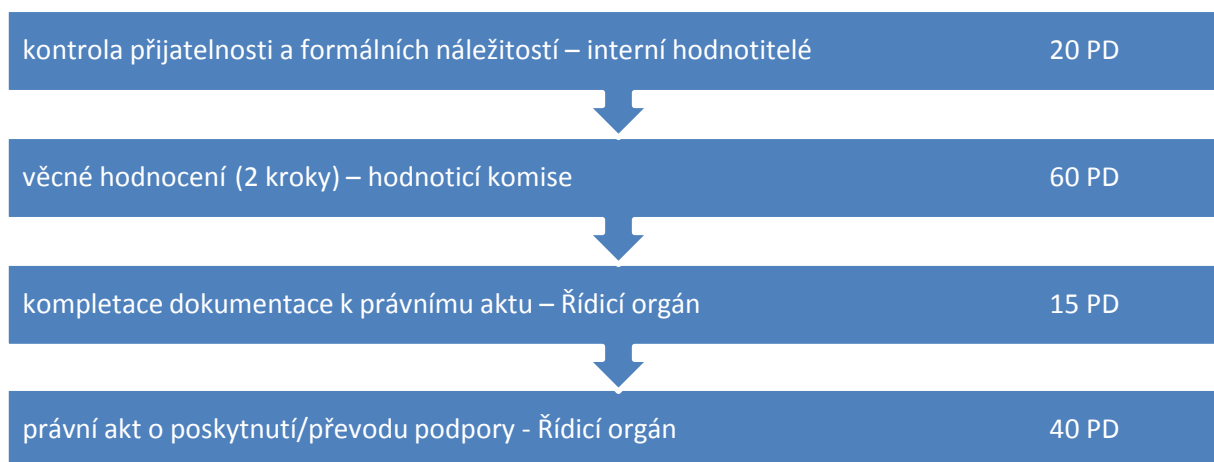 kontrola přijatelnosti a formálních náležitostí – interní hodnotitelé 20 PD
věcné hodnocení (2 kroky) – hodnoticí komise 60 PD
kompletace dokumentace k právnímu aktu – Řídicí orgán 15 PD
právní akt o poskytnutí/převodu podpory - Řídicí orgán 40 PD